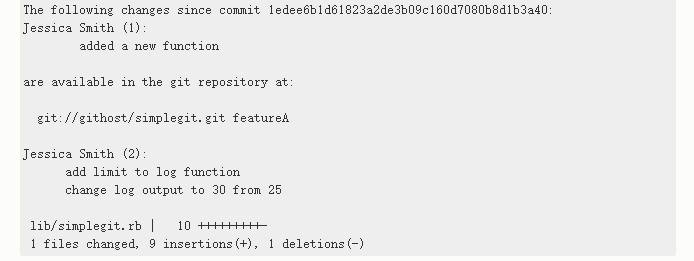 The following changes since commit 1edee6b1d61823a2de3b09c160d7080b8d1b3a40:
Jessica Smith (1):
added a new function
are available in the git repository at:
git://githost/simplegit.git featureA
Jessica Smith (2):
add limit to log function
change log output to 30 from 25
lib/simplegit.rb | 10 +++++++++-
1 files changed, 9 insertions(+), 1 deletions(-)